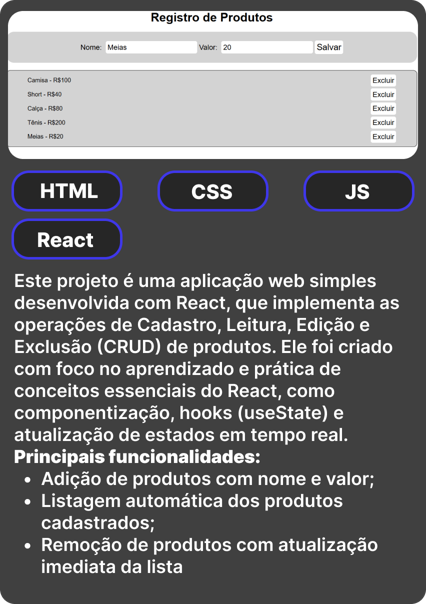 Registro de Produtos
Nome: Meias Valor: 20 Salvar
Camisa - R$100 Excluir
Short - R$40 Excluir
Calça - R$80 Excluir
Tênis - R$200 Excluir
Meias - R$20 Excluir
HTML CSS JS
React
Este projeto é uma aplicação web simples
desenvolvida com React, que implementa as
operações de Cadastro, Leitura, Edição e
Exclusão (CRUD) de produtos. Ele foi criado
com foco no aprendizado e prática de
conceitos essenciais do React, como
componentização, hooks (useState) e
atualização de estados em tempo real.
Principais funcionalidades:
• Adição de produtos com nome e valor;
• Listagem automática dos produtos
cadastrados;
• Remoção de produtos com atualização
imediata da lista